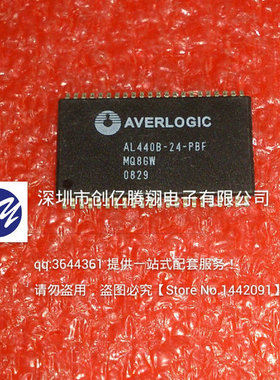 AVERLOGIC
AL440B-24-PBF
MQ86W
0829
深圳市创亿腾翔电子有限公司
qq:3644361 提供一站式配套服务！
请勿盗用，盗图必究【Store No.1442091】